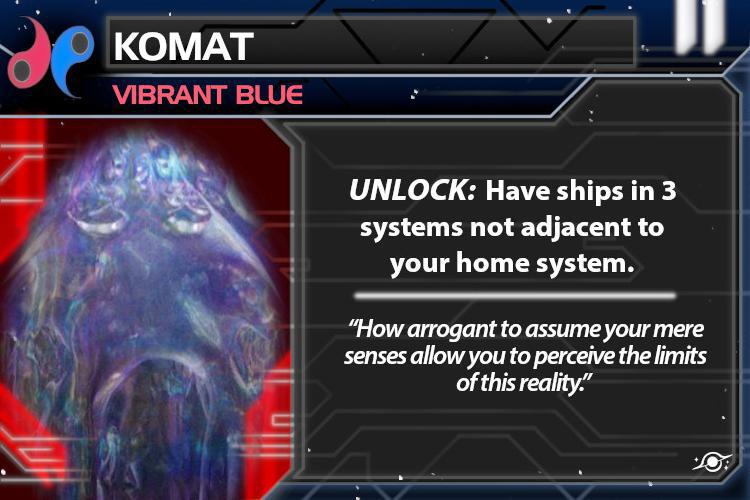 KOMAT
VIBRANT BLUE
UNLOCK: Have ships in 3
systems not adjacent to
your home system.
“How arrogant to assume your mere
senses allow you to perceive the limits
of this reality.”